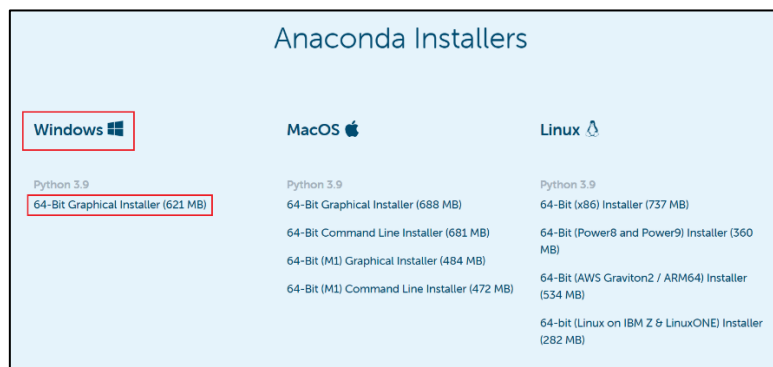 Anaconda Installers
Windows
Python 3.9
64-Bit Graphical Installer (621 MB)
MacOS
Python 3.9
64-Bit Graphical Installer (688 MB)
64-Bit Command Line Installer (681 MB)
64-Bit (M1) Graphical Installer (484 MB)
64-Bit (M1) Command Line Installer (472 MB)
Linux
Python 3.9
64-Bit (x86) Installer (737 MB)
64-Bit (Power8 and Power9) Installer (360
MB)
64-Bit (AWS Graviton2 / ARM64) Installer
(534 MB)
64-bit (Linux on IBM Z & LinuxONE) Installer
(282 MB)